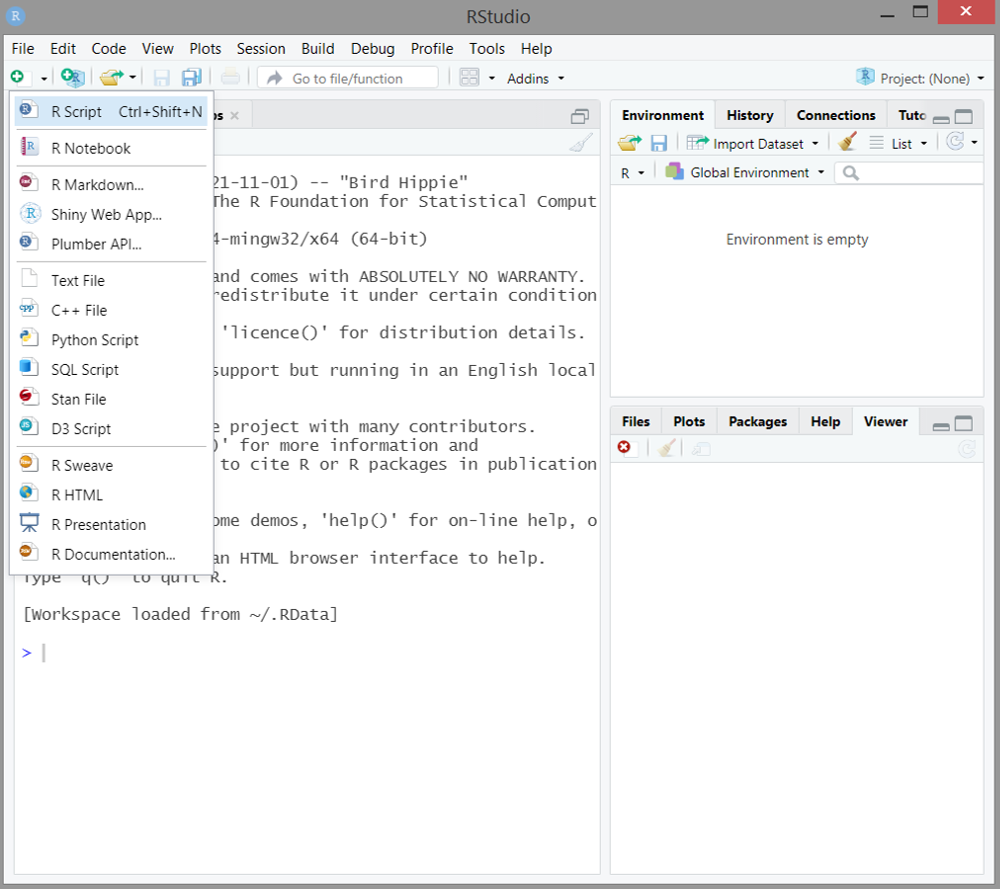 RStudio
File Edit Code View Plots Session Build Debug Profile Tools Help
Go to file/function Addins Project: (None)
R Script Ctrl+Shift+N
R Notebook
R Markdown...
Shiny Web App...
Plumber API...
Text File
C++ File
Python Script
SQL Script
Stan File
D3 Script
R Sweave
R HTML
R Presentation
R Documentation...
21-11-01) -- "Bird Hippie"
The R Foundation for Statistical Comput
4-mingw32/x64 (64-bit)
and comes with ABSOLUTELY NO WARRANTY.
redistribute it under certain condition
'licence()' for distribution details.
support but running in an English local
e project with many contributors.
)' for more information and
to cite R or R packages in publication
ome demos, 'help()' for on-line help, o
an HTML browser interface to help.
Type 'q()' to quit R.
[Workspace loaded from ~/.RData]
>
Environment History Connections Tuto
Import Dataset List
R Global Environment
Environment is empty
Files Plots Packages Help Viewer